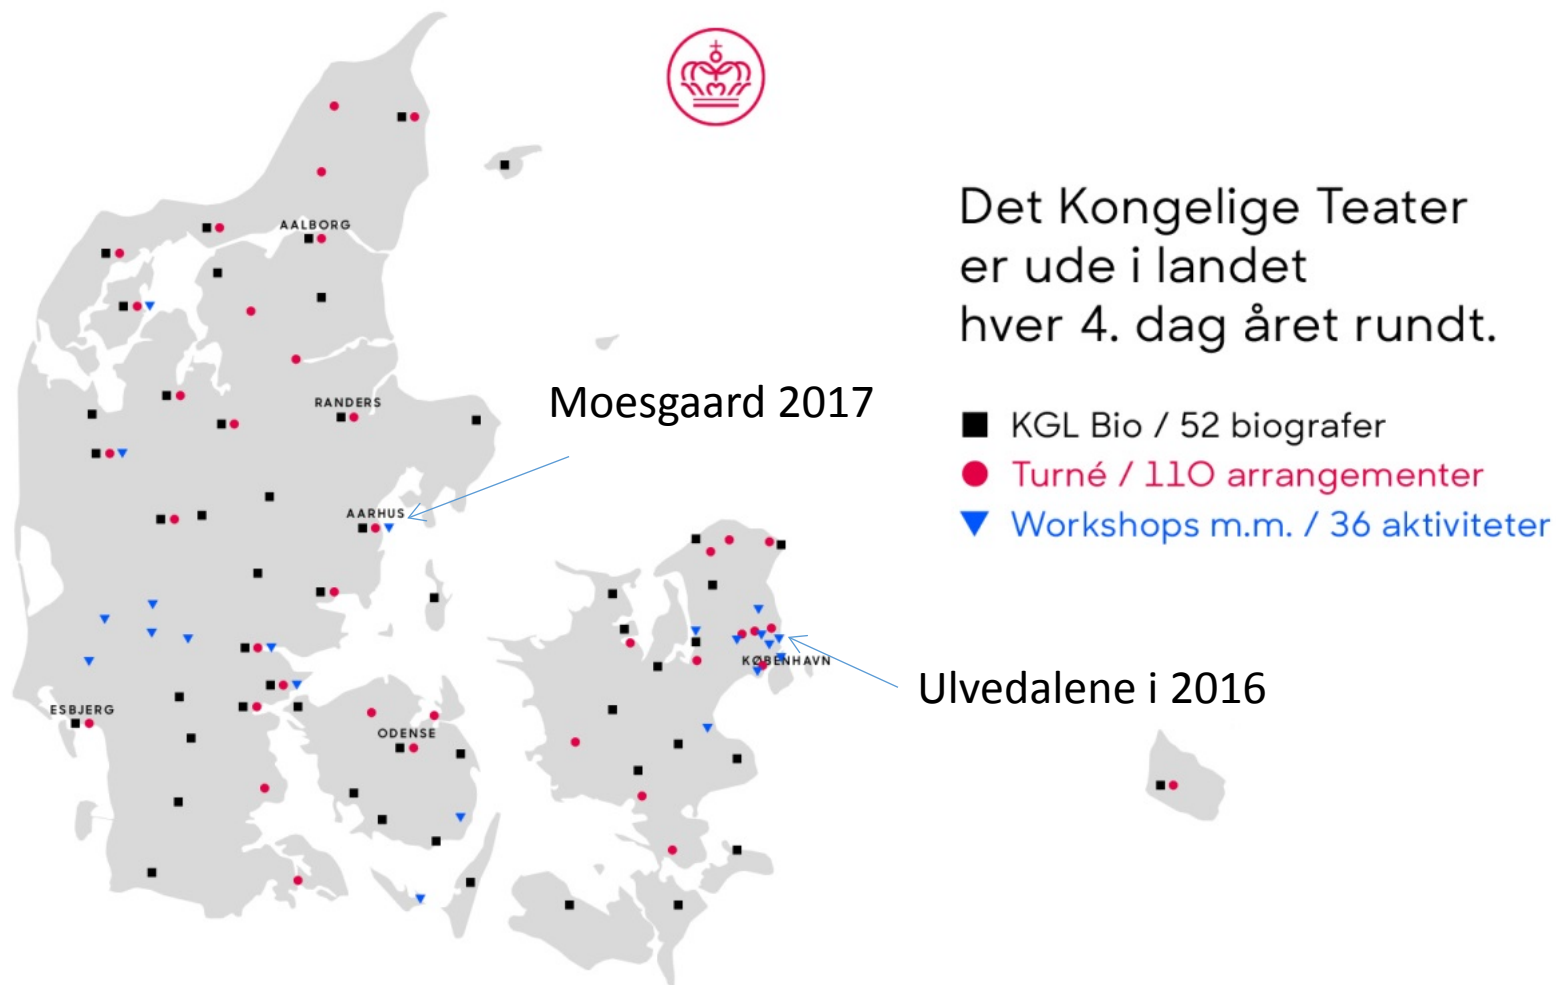 AALBORG
RANDERS
AARHUS
ESBJERG
ODENSE
KØBENHAVN
Moesgaard 2017
Ulvedalene i 2016
Det Kongelige Teater
er ude i landet
hver 4. dag året rundt.
KGL Bio / 52 biografer
Turné / 110 arrangementer
Workshops m.m. / 36 aktiviteter